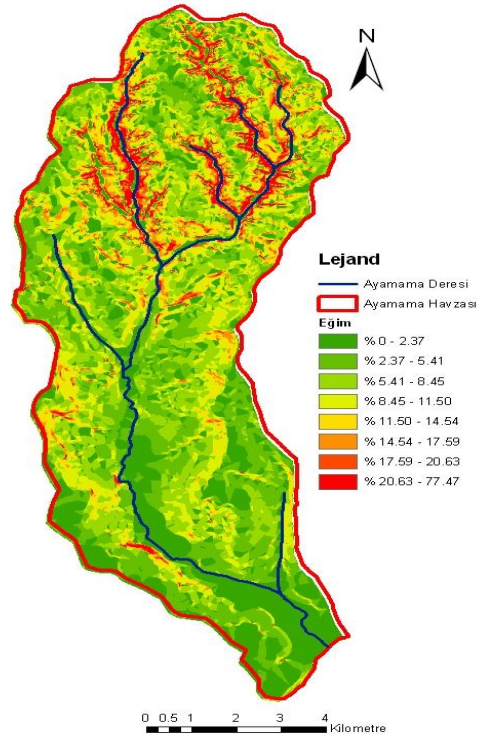 N
Lejand
Ayamama Deresi
Ayamama Havzası
Eğim
% 0 - 2.37
% 2.37 - 5.41
% 5.41 - 8.45
% 8.45 - 11.50
% 11.50 - 14.54
% 14.54 - 17.59
% 17.59 - 20.63
% 20.63 - 77.47
0 0.5 1 2 3 4
Kilometre